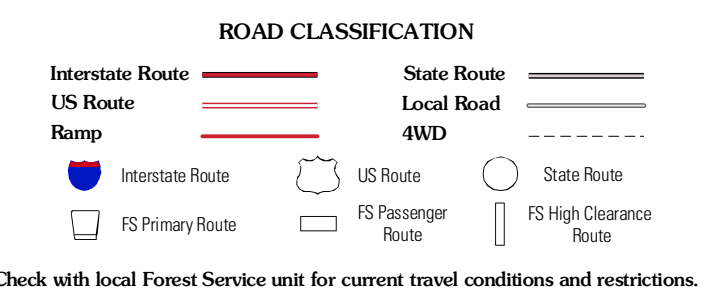 ROAD CLASSIFICATION
Interstate Route State Route
US Route Local Road
Ramp 4WD
Interstate Route US Route State Route
FS Primary Route FS Passenger Route FS High Clearance Route
Check with local Forest Service unit for current travel conditions and restrictions.